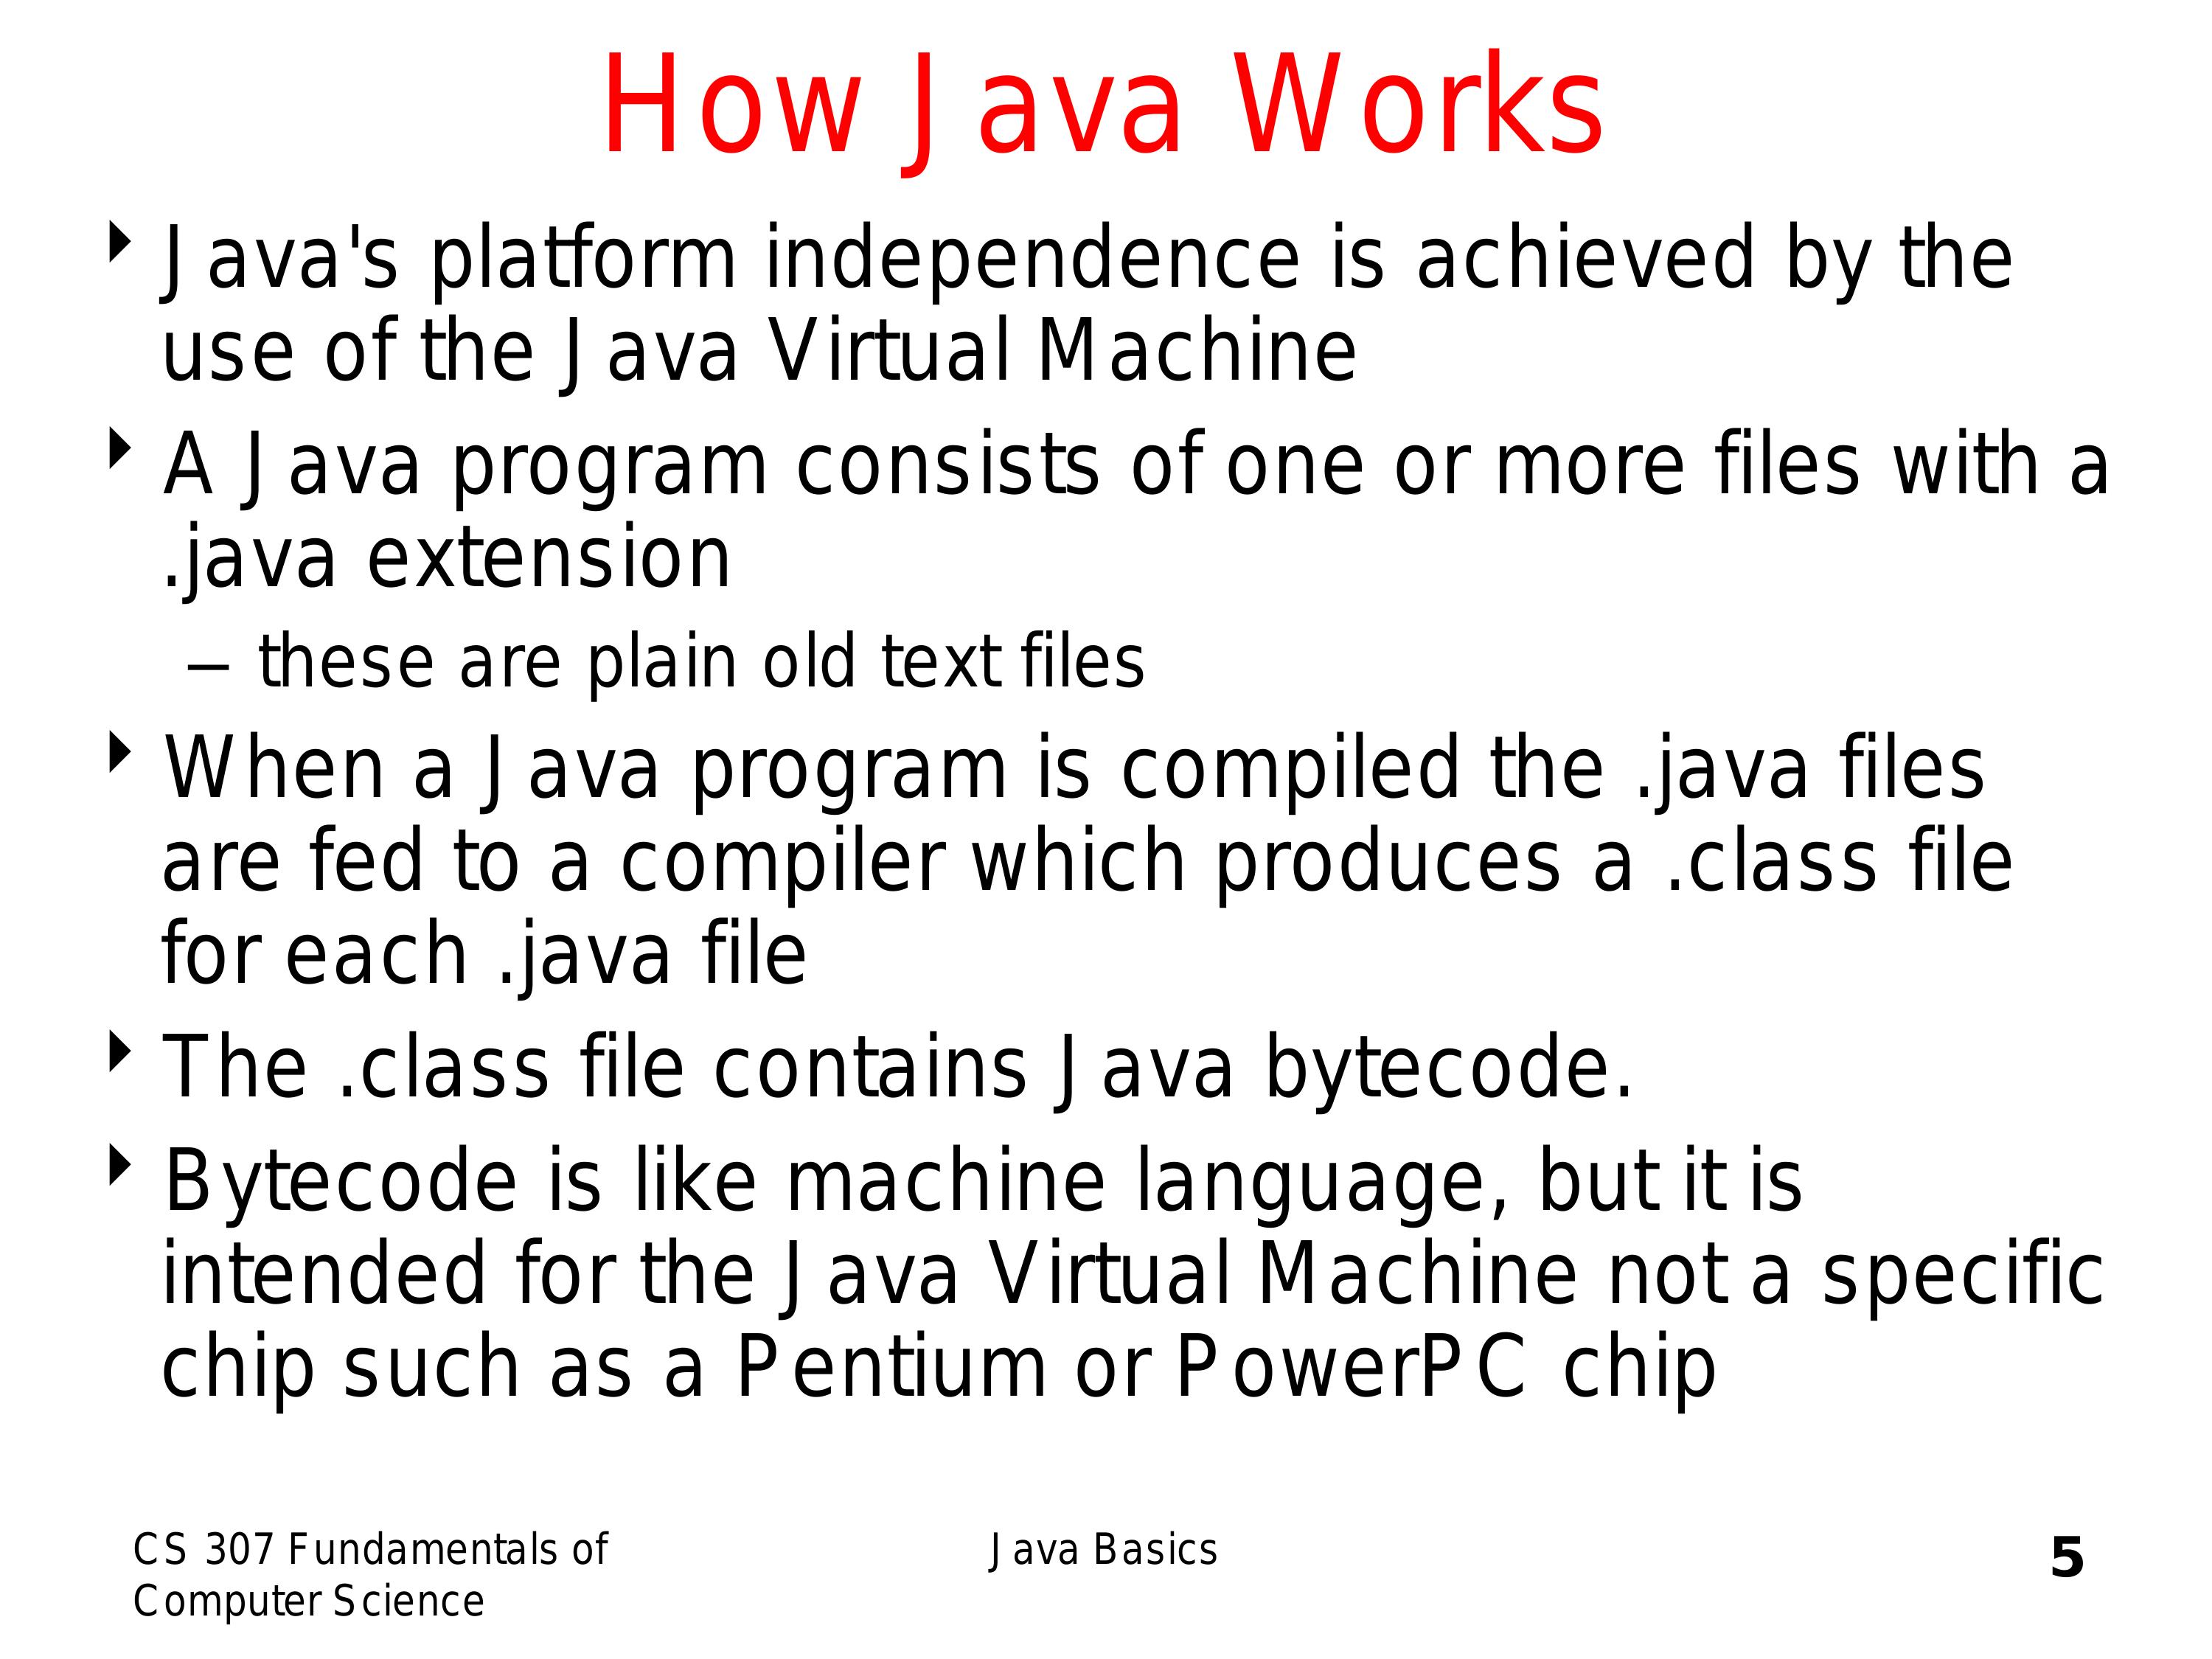 How Java Works
Java's platform independence is achieved by the
use of the Java Virtual Machine
A Java program consists of one or more files with a
.java extension
– these are plain old text files
When a Java program is compiled the .java files
are fed to a compiler which produces a .class file
for each .java file
The .class file contains Java bytecode.
Bytecode is like machine language, but it is
intended for the Java Virtual Machine not a specific
chip such as a Pentium or PowerPC chip
CS 307 Fundamentals of
Computer Science
Java Basics
5